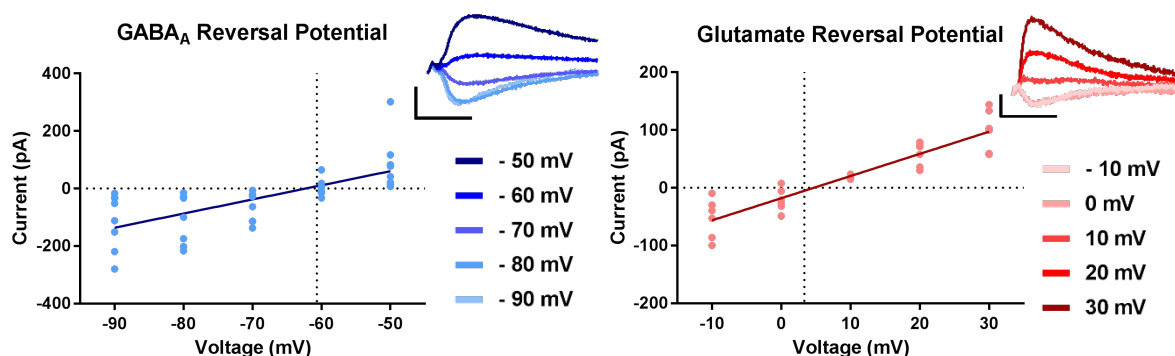 GABAA Reversal Potential
400
200
0
-200
-400
Current (pA)
-90
-80
-70
-60
-50
Voltage (mV)
- 50 mV
- 60 mV
- 70 mV
- 80 mV
- 90 mV
Glutamate Reversal Potential
200
100
0
-100
-200
Current (pA)
-10
0
10
20
30
Voltage (mV)
- 10 mV
0 mV
10 mV
20 mV
30 mV